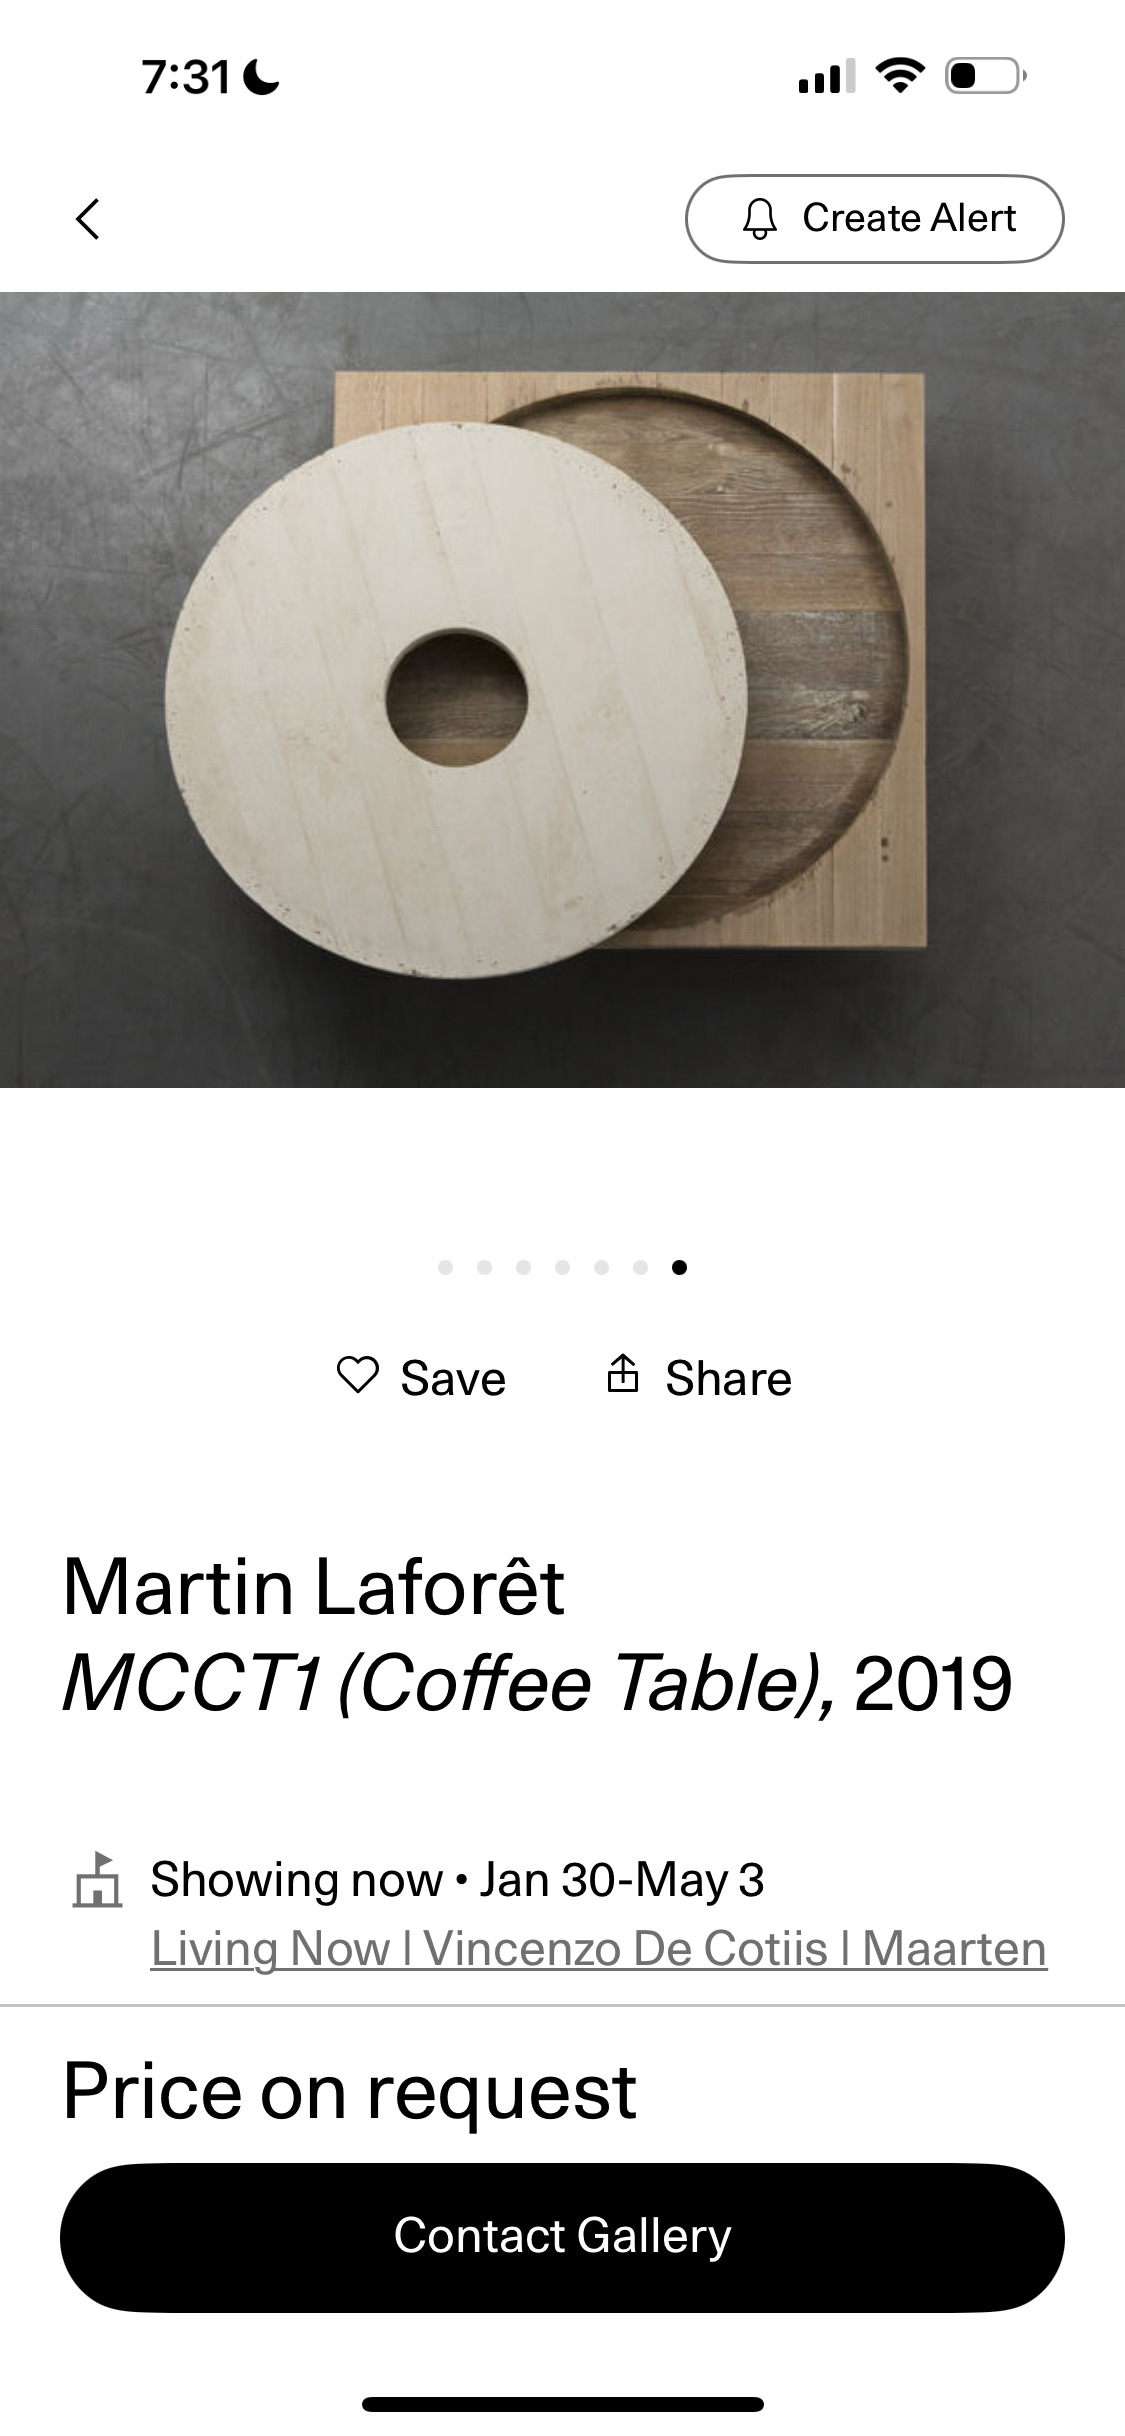 7:31
Create Alert
Save
Share
Martin Laforêt
MCCT1 (Coffee Table), 2019
Showing now • Jan 30-May 3
Living Now | Vincenzo De Cotiis | Maarten
Price on request
Contact Gallery